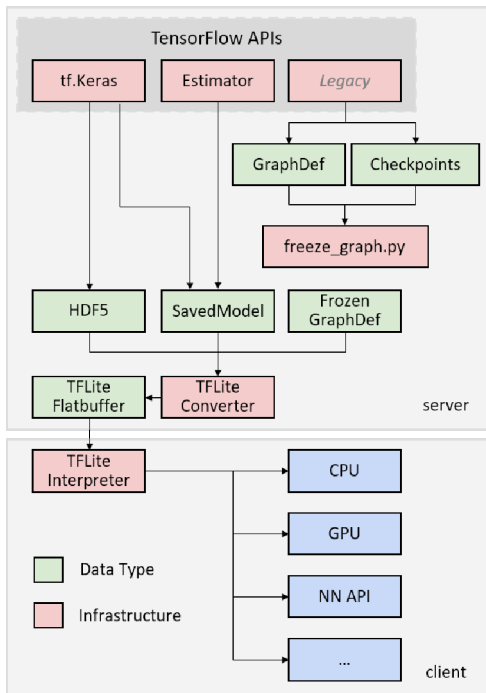 TensorFlow APIs
tf.Keras
Estimator
Legacy
GraphDef
Checkpoints
freeze_graph.py
HDF5
SavedModel
Frozen
GraphDef
TFLite
Flatbuffer
TFLite
Converter
server
TFLite
Interpreter
CPU
GPU
NN API
...
Data Type
Infrastructure
client